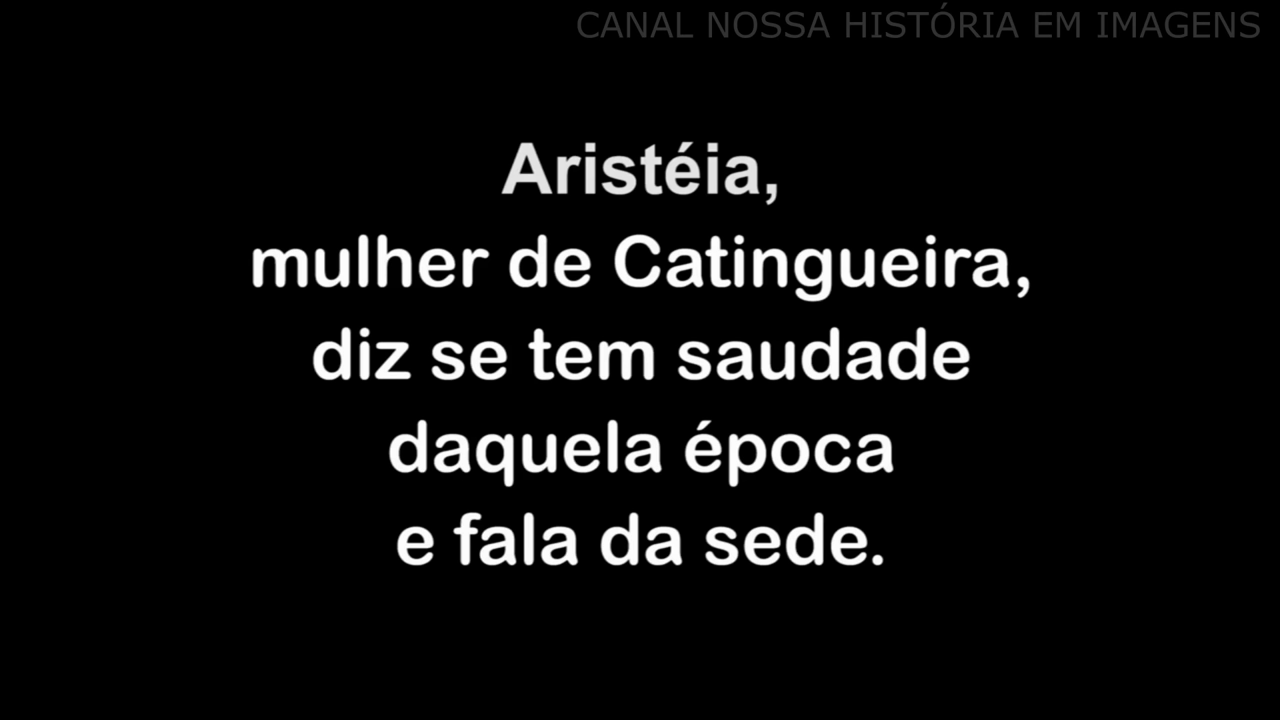 CANAL NOSSA HISTÓRIA EM IMAGENS
Aristéia,
mulher de Catingueira,
diz se tem saudade
daquela época
e fala da sede.